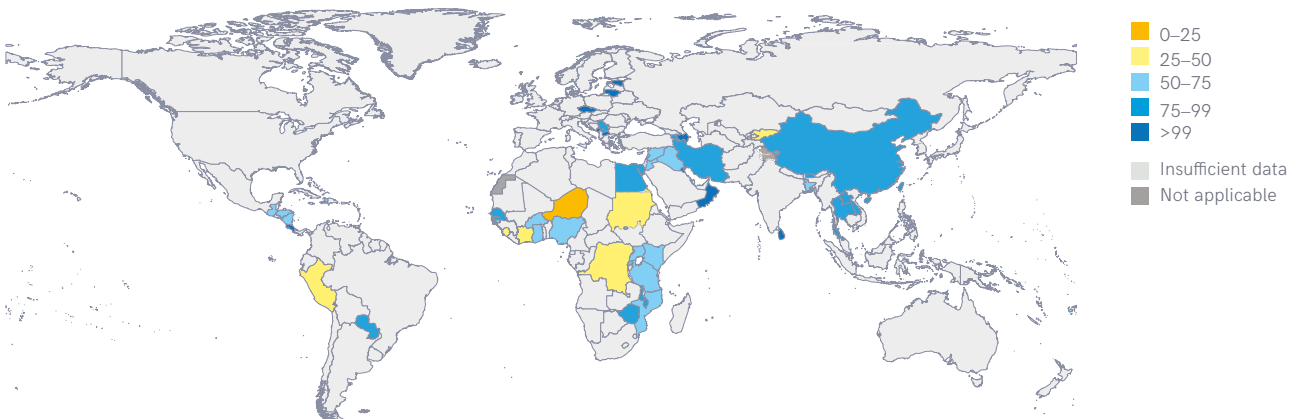 0–25
25–50
50–75
75–99
>99
Insufficient data
Not applicable